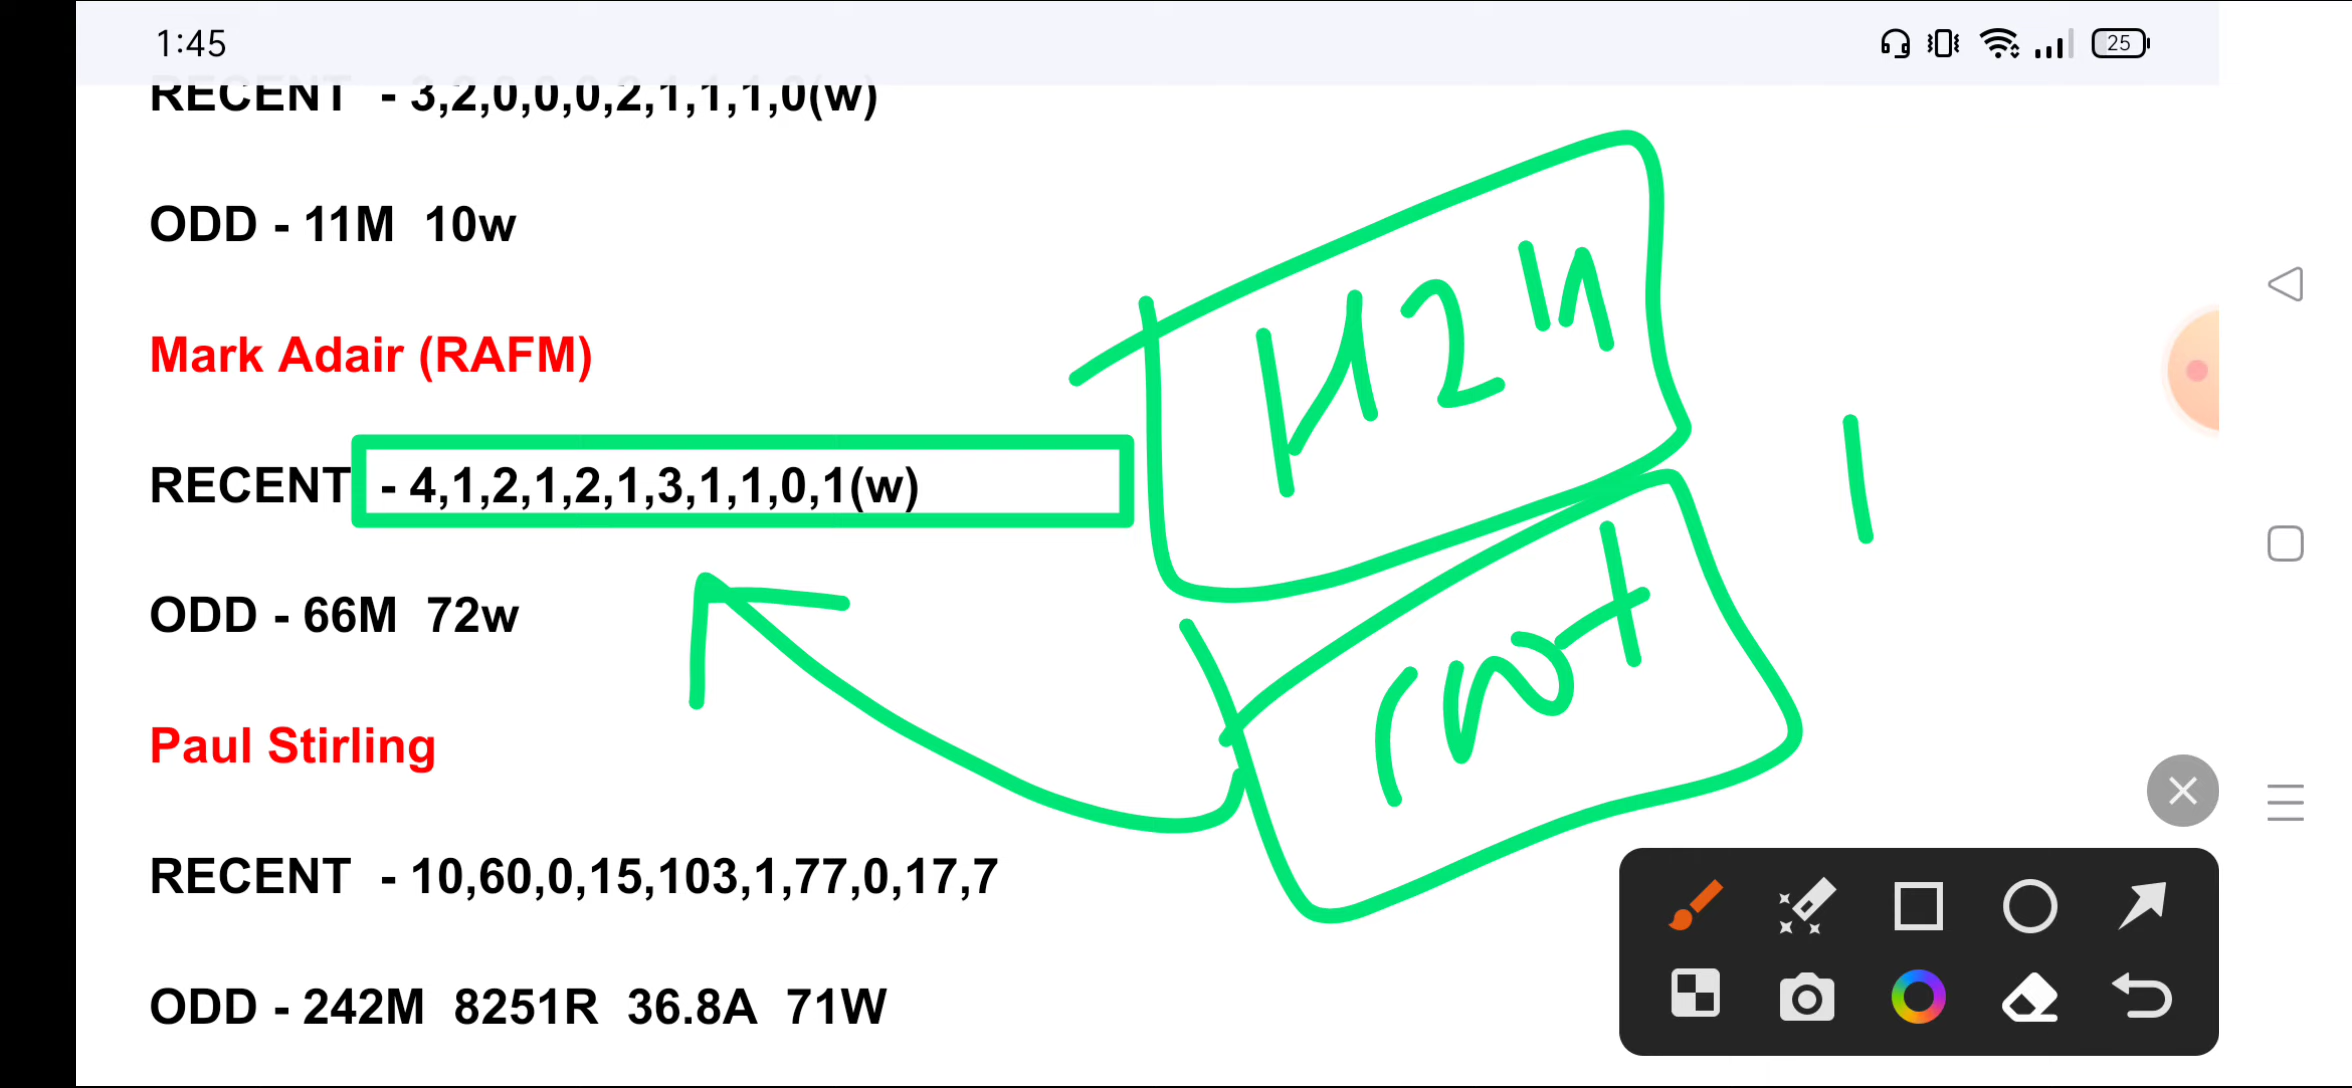 1:45
25
RECENT - 3,2,0,0,0,2,1,1,1,0(w)
ODD - 11M 10w
Mark Adair (RAFM)
RECENT - 4,1,2,1,2,1,3,1,1,0,1(w)
ODD - 66M 72w
Paul Stirling
RECENT - 10,60,0,15,103,1,77,0,17,7
ODD - 242M 8251R 36.8A 71W
H2H